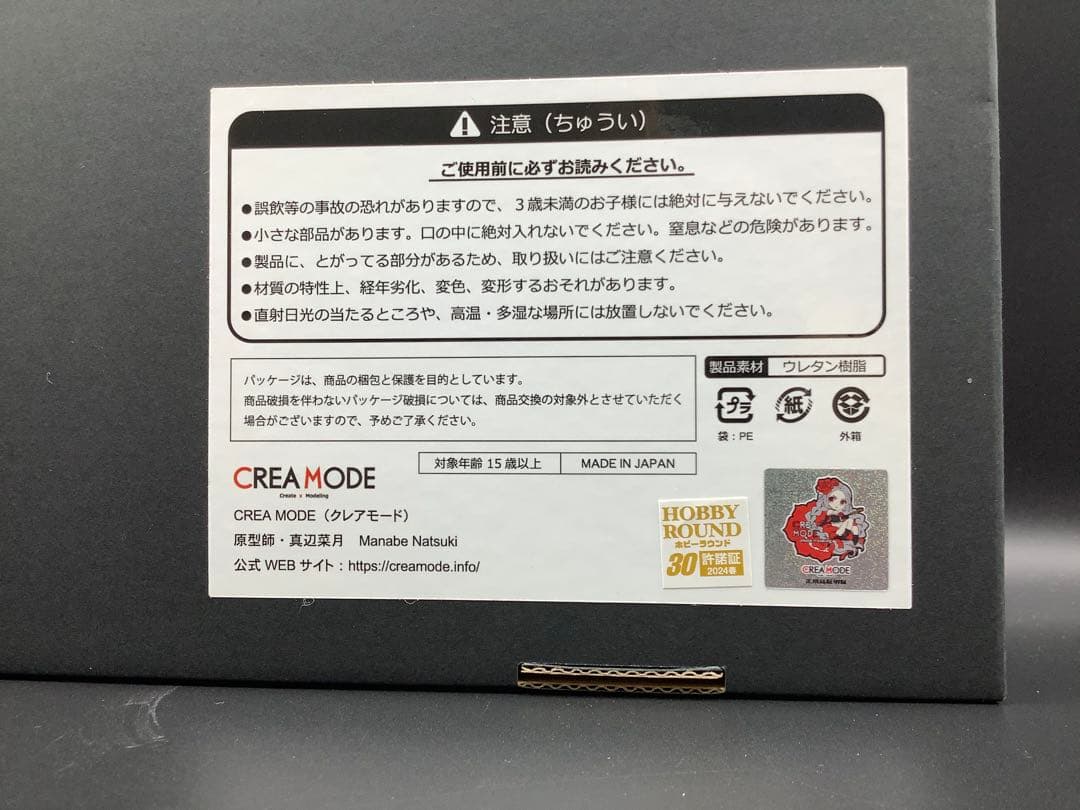 注意（ちゅうい）
ご使用前に必ずお読みください。
●誤飲等の事故の恐れがありますので、３歳未満のお子様には絶対に与えないでください。
●小さな部品があります。口の中に絶対入れないでください。窒息などの危険があります。
●製品に、とがってる部分があるため、取り扱いにはご注意ください。
●材質の特性上、経年劣化、変色、変形するおそれがあります。
●直射日光の当たるところや、高温・多湿な場所には放置しないでください。
パッケージは、商品の梱包と保護を目的としています。
商品破損を伴わないパッケージ破損については、商品交換の対象外とさせていただく
場合がございますので、予めご了承ください。
製品素材 ウレタン樹脂
プラ 紙
袋：PE 外箱
対象年齢 15 歳以上 MADE IN JAPAN
CREA MODE
Create x Modeling
CREA MODE（クレアモード）
原型師・真辺菜月 Manabe Natsuki
公式 WEB サイト：https://creamode.info/
HOBBY
ROUND
ホビーラウンド
30 許諾証
2024春
CREA
MODE
CREA MODE